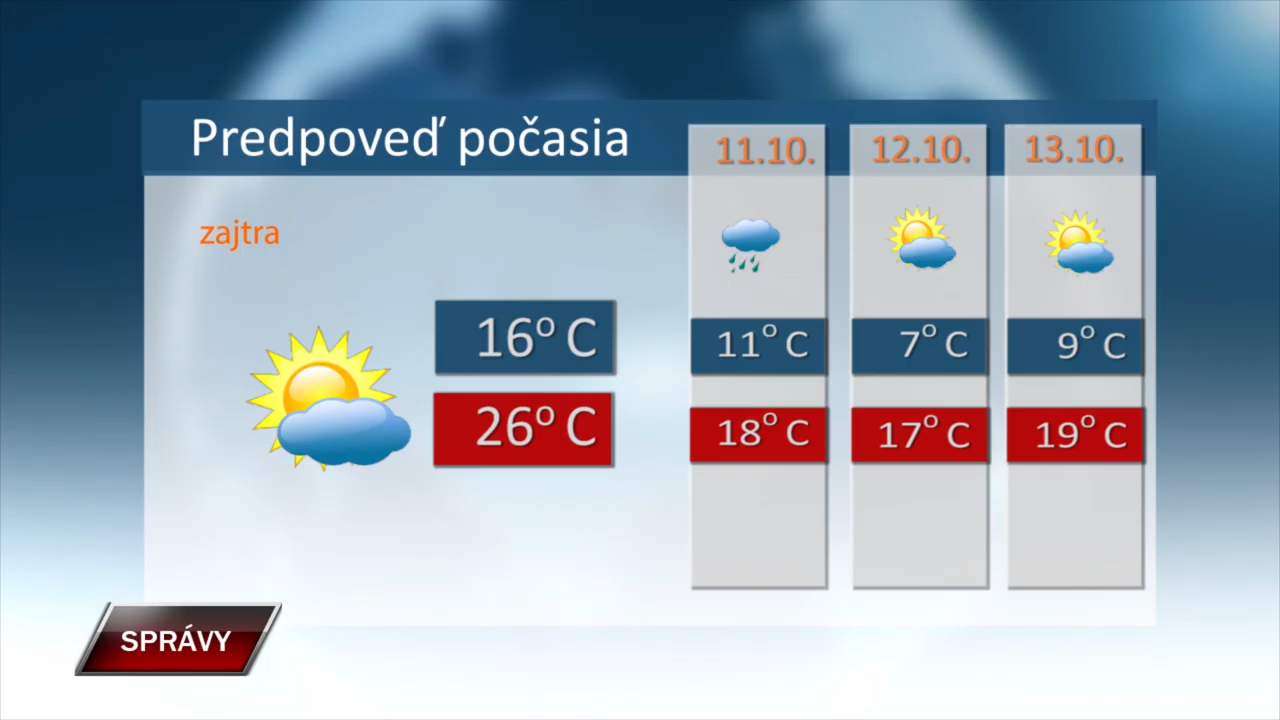 Predpoveď počasia
zajtra
16° C
26° C
11.10.
11° C
18° C
12.10.
7° C
17° C
13.10.
9° C
19° C
SPRÁVY